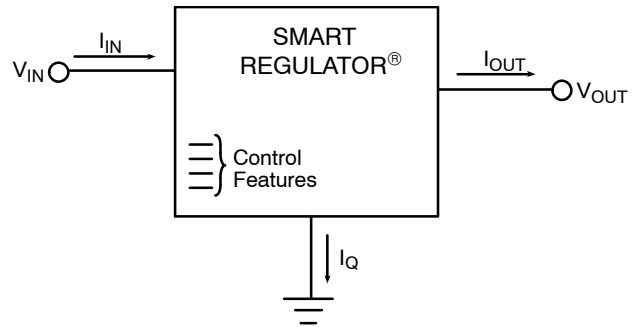 I_IN
V_IN
SMART
REGULATOR®
I_OUT
V_OUT
Control
Features
I_Q